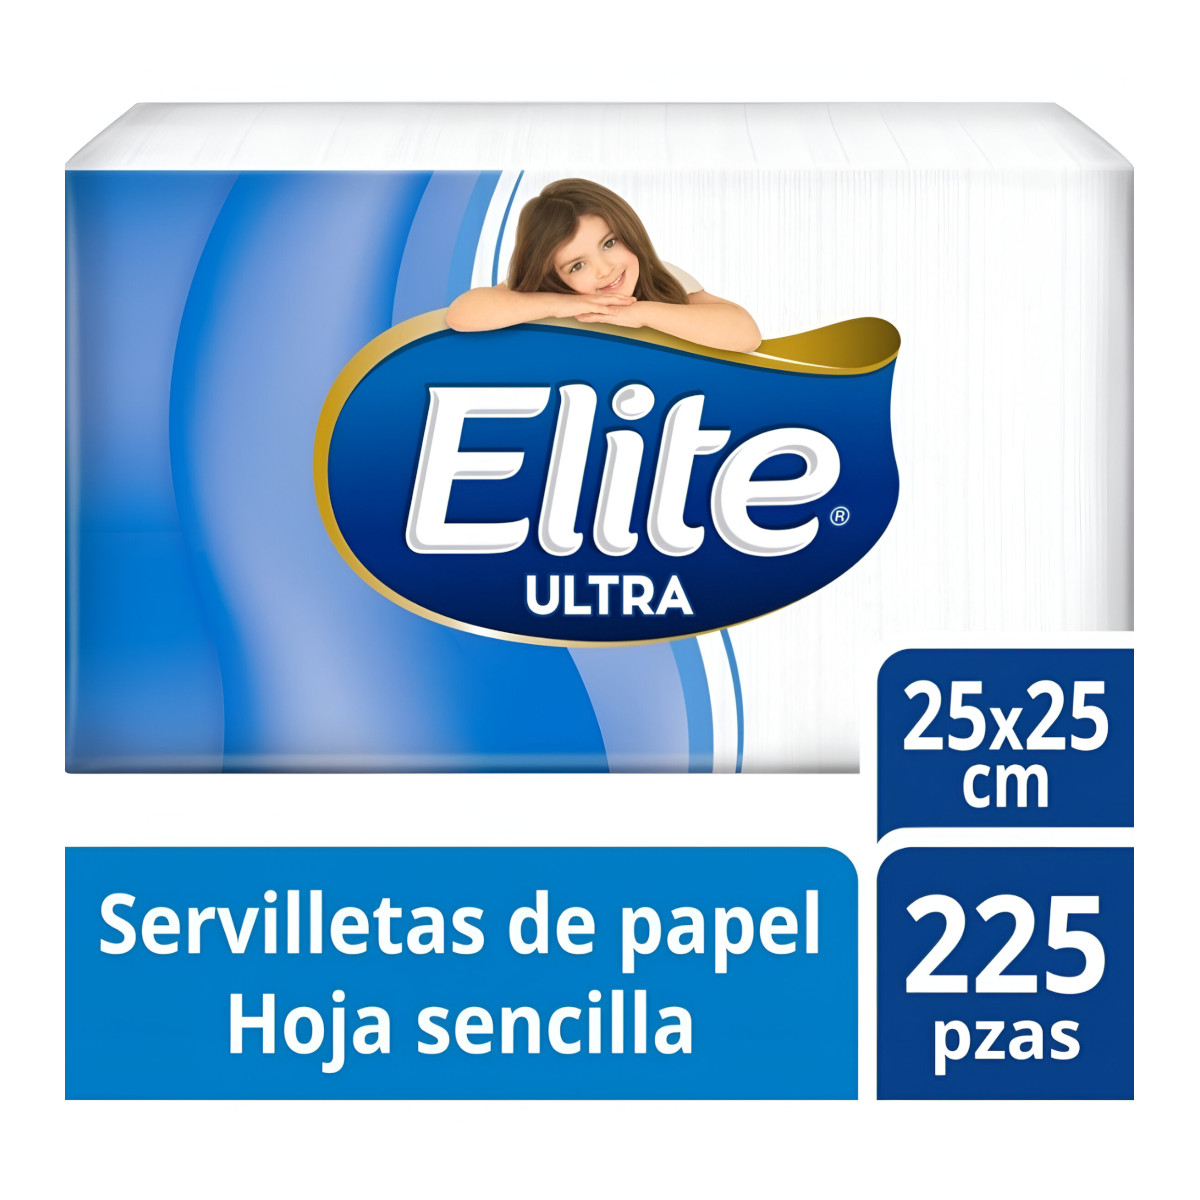 Elite®
ULTRA
25x25
cm
Servilletas de papel
Hoja sencilla
225
pzas